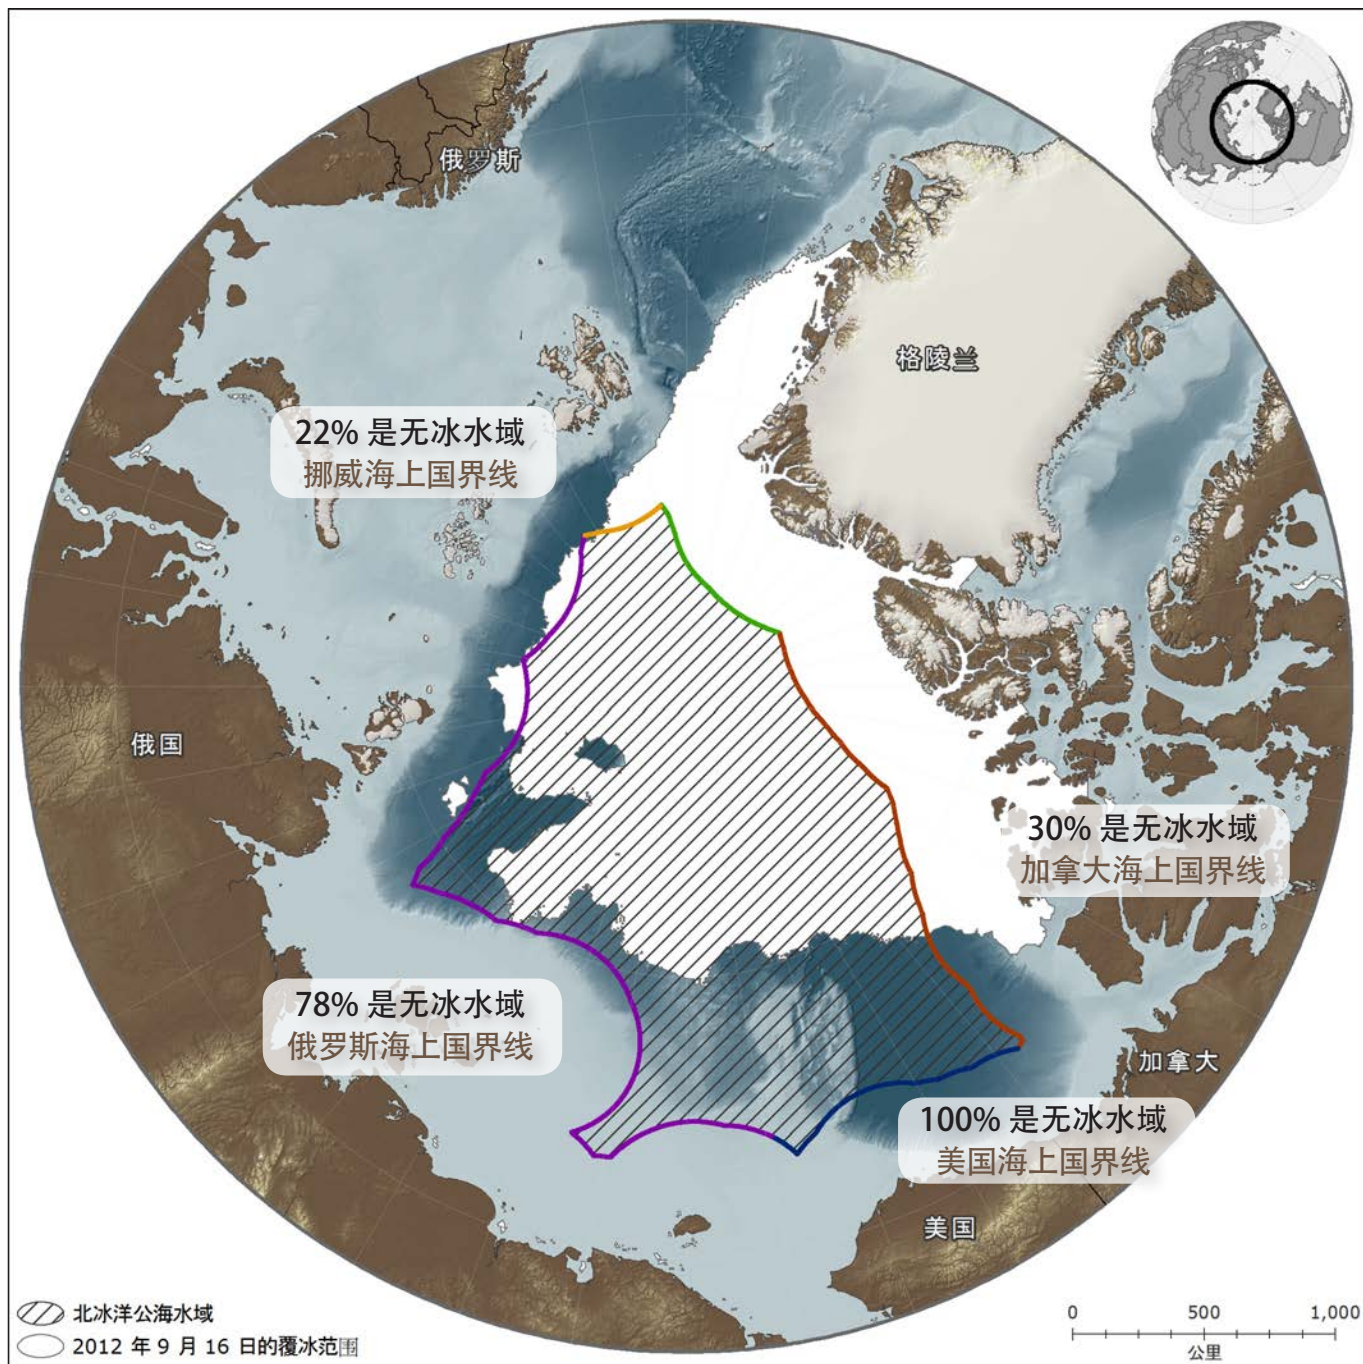 俄罗斯
格陵兰
22% 是无冰水域
挪威海上国界线
俄国
30% 是无冰水域
加拿大海上国界线
78% 是无冰水域
俄罗斯海上国界线
加拿大
100% 是无冰水域
美国海上国界线
美国
北冰洋公海水域
2012 年 9 月 16 日的覆冰范围
0 500 1,000
公里